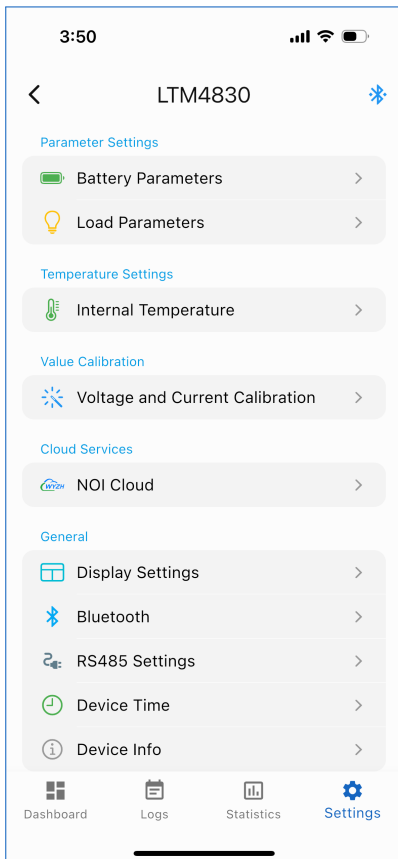 3:50
LTM4830
Parameter Settings
Battery Parameters
Load Parameters
Temperature Settings
Internal Temperature
Value Calibration
Voltage and Current Calibration
Cloud Services
WYZH NOI Cloud
General
Display Settings
Bluetooth
RS485 Settings
Device Time
Device Info
Dashboard Logs Statistics Settings